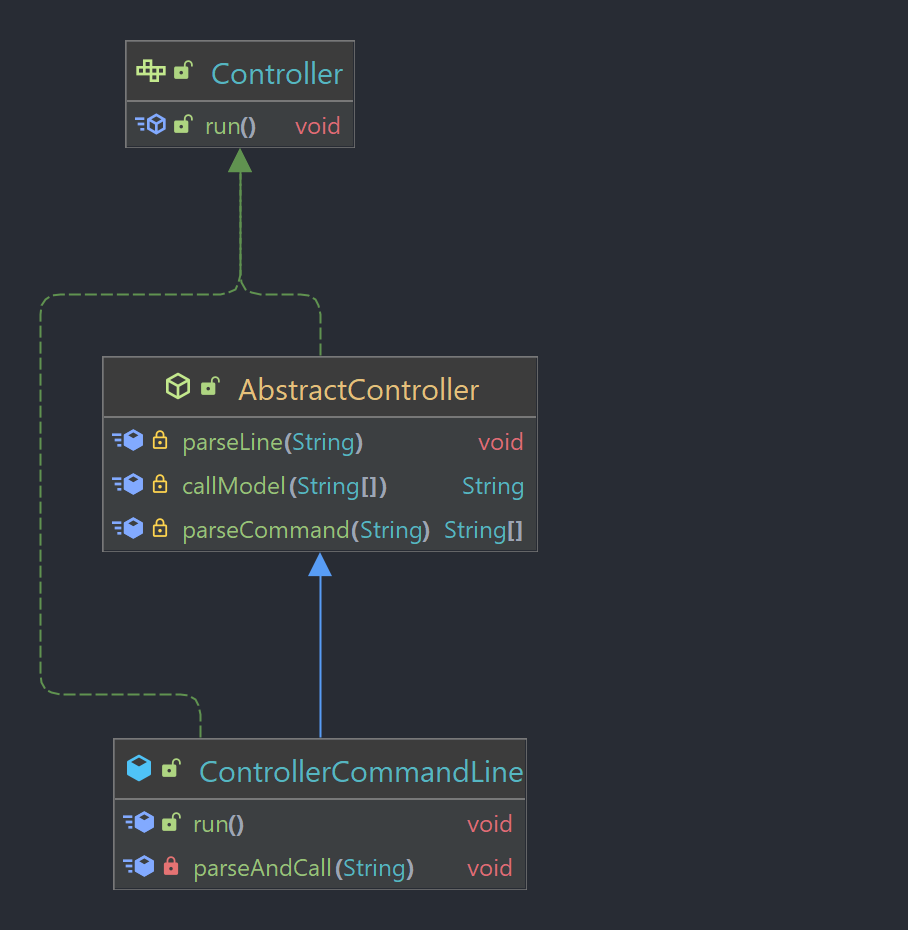 Controller
run() void
AbstractController
parseLine(String) void
callModel(String[]) String
parseCommand(String) String[]
ControllerCommandLine
run() void
parseAndCall(String) void